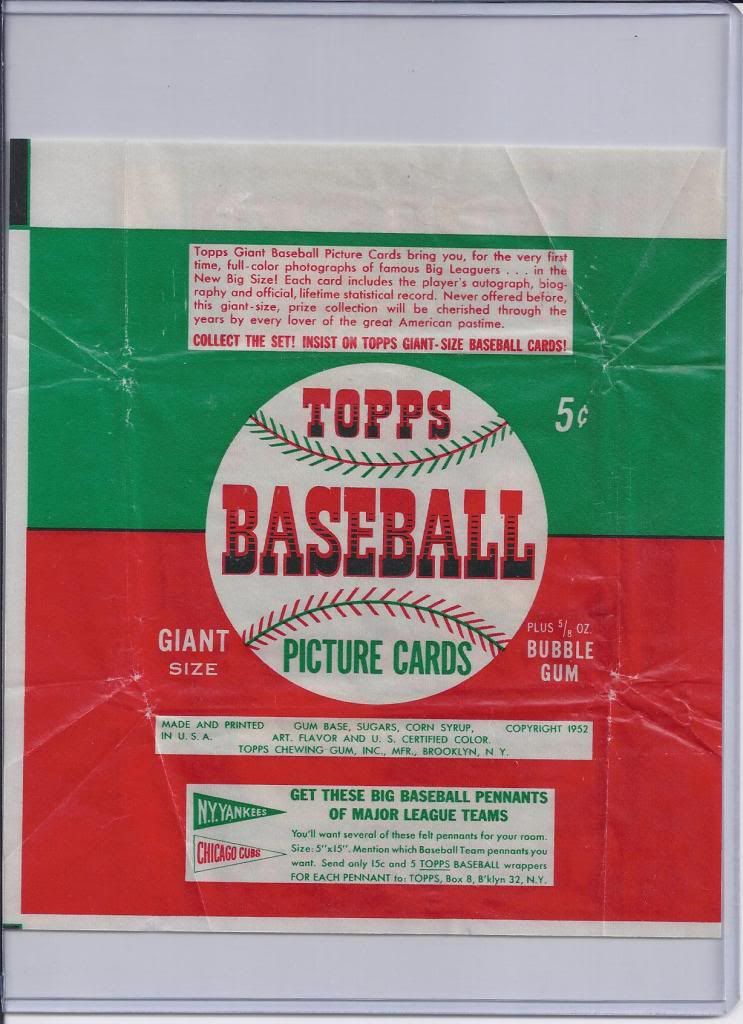 Topps Giant Baseball Picture Cards bring you, for the very first
time, full-color photographs of famous Big Leaguers . . . in the
New Big Size! Each card includes the player's autograph, biog-
raphy and official, lifetime statistical record. Never offered before,
this giant-size, prize collection will be cherished through the
years by every lover of the great American pastime.
COLLECT THE SET! INSIST ON TOPPS GIANT-SIZE BASEBALL CARDS!
TOPPS
5¢
BASEBALL
GIANT
SIZE
PICTURE CARDS
PLUS 5/8 OZ.
BUBBLE
GUM
MADE AND PRINTED
IN U. S. A.
GUM BASE, SUGARS, CORN SYRUP,
ART. FLAVOR AND U. S. CERTIFIED COLOR.
TOPPS CHEWING GUM, INC., MFR., BROOKLYN, N. Y.
COPYRIGHT 1952
N.Y. YANKEES
CHICAGO CUBS
GET THESE BIG BASEBALL PENNANTS
OF MAJOR LEAGUE TEAMS
You'll want several of these felt pennants for your room.
Size: 5"x15". Mention which Baseball Team pennants you
want. Send only 15c and 5 TOPPS BASEBALL wrappers
FOR EACH PENNANT to: TOPPS, Box 8, B'klyn 32, N.Y.